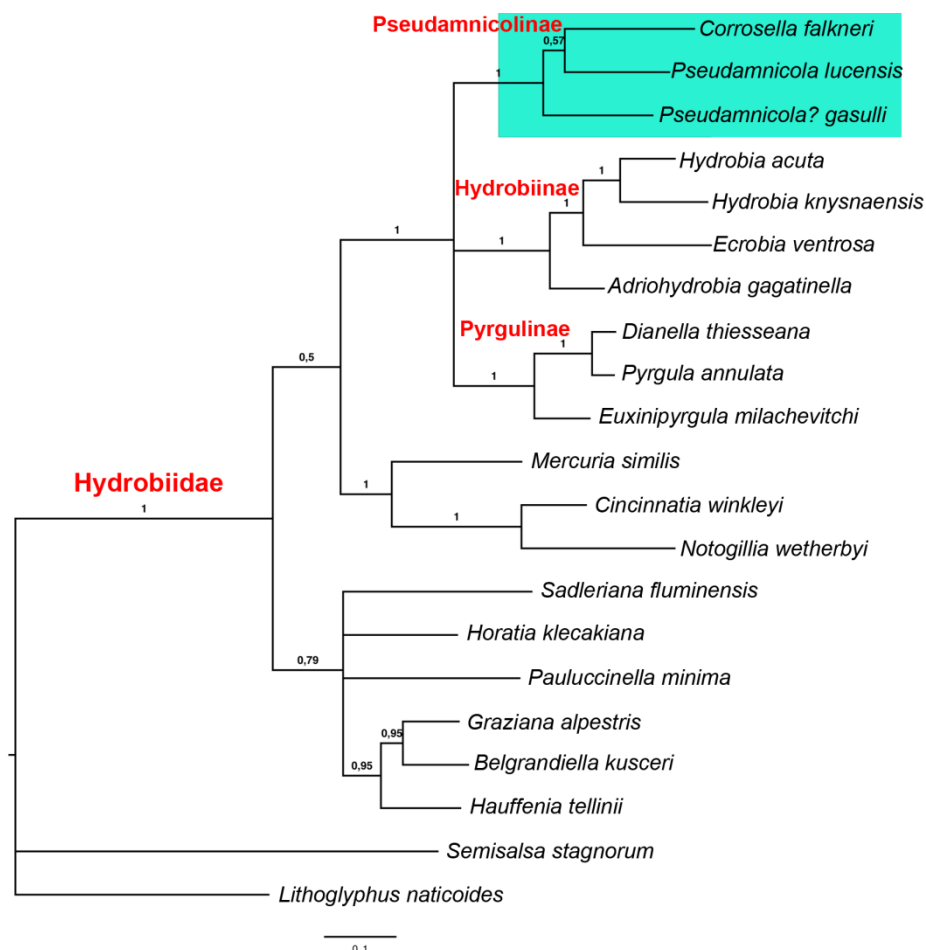 Pseudamnicolinae
0,57
Corrosella falkneri
1
Pseudamnicola lucensis
Pseudamnicola? gasulli
Hydrobia acuta
1
Hydrobiinae
1
Hydrobia knysnaensis
1
1
Ecrobia ventrosa
Adriohydrobia gagatinella
Pyrgulinae
Dianella thiesseana
1
0,5
1
Pyrgula annulata
Euxinipyrgula milachevitchi
Mercuria similis
Hydrobiidae
1
1
Cincinnatia winkleyi
1
Notogillia wetherbyi
Sadleriana fluminensis
Horatia klecakiana
0,79
Pauluccinella minima
Graziana alpestris
0,95
0,95
Belgrandiella kusceri
Hauffenia tellinii
Semisalsa stagnorum
Lithoglyphus naticoides
0,1